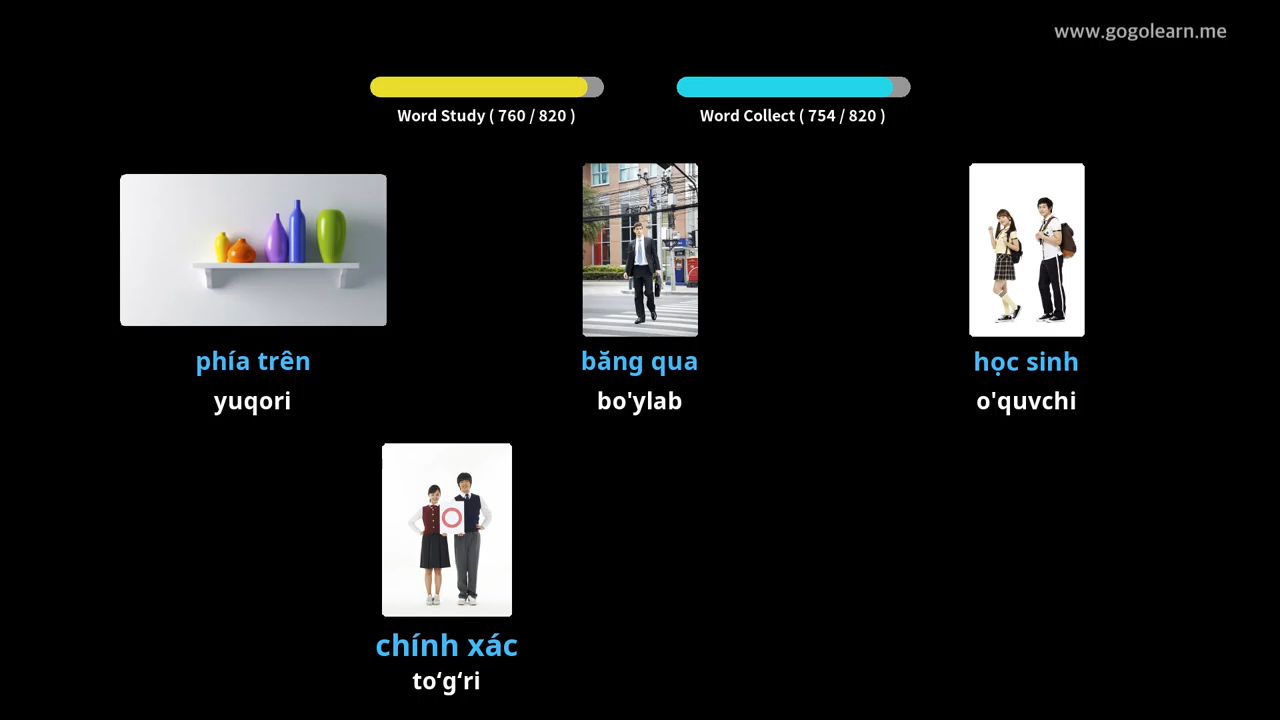 www.gogolearn.me
Word Study ( 760 / 820 )
Word Collect ( 754 / 820 )
phía trên
yuqori
băng qua
bo'ylab
học sinh
o'quvchi
chính xác
to‘g‘ri